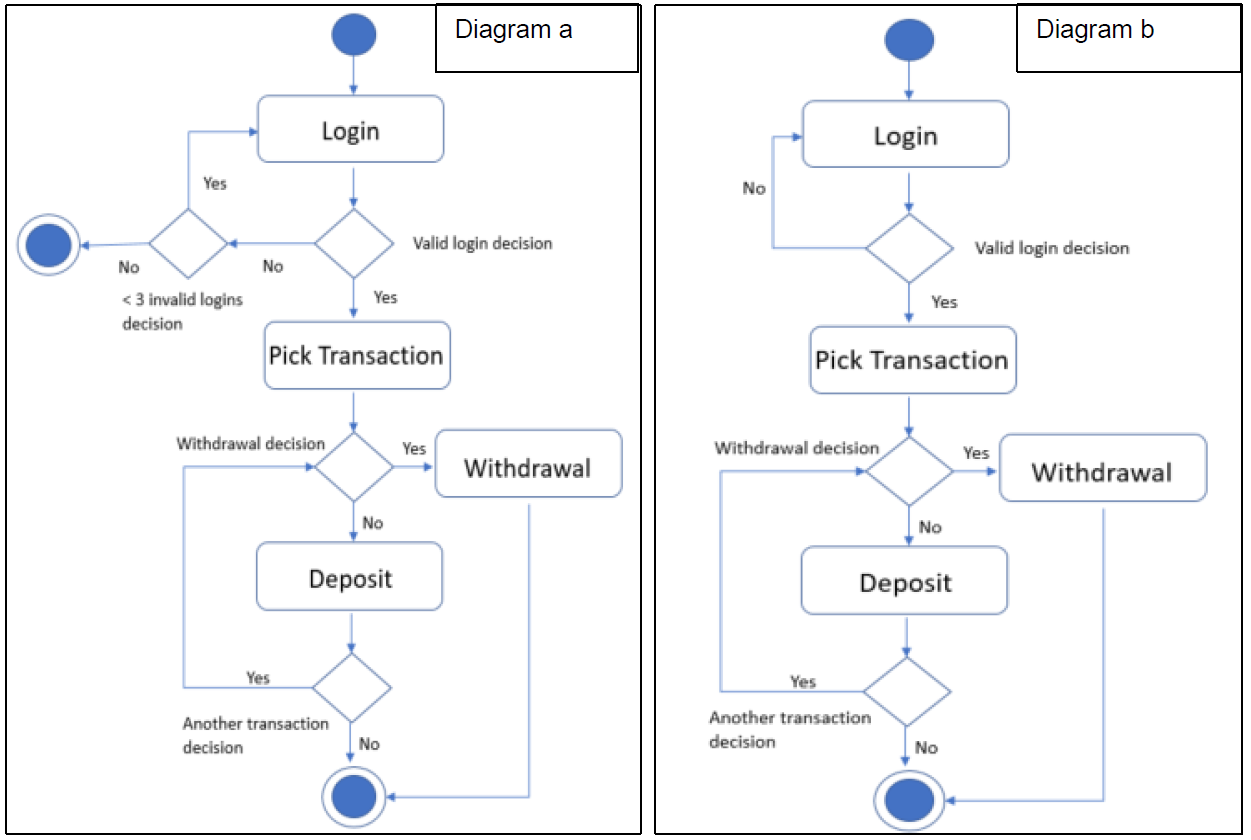 Diagram a
Login
Yes
Valid login decision
No
No
< 3 invalid logins
decision
Yes
Pick Transaction
Withdrawal decision
Yes
Withdrawal
No
Deposit
Yes
Another transaction
decision
No
Diagram b
Login
No
Valid login decision
Yes
Pick Transaction
Withdrawal decision
Yes
Withdrawal
No
Deposit
Yes
Another transaction
decision
No